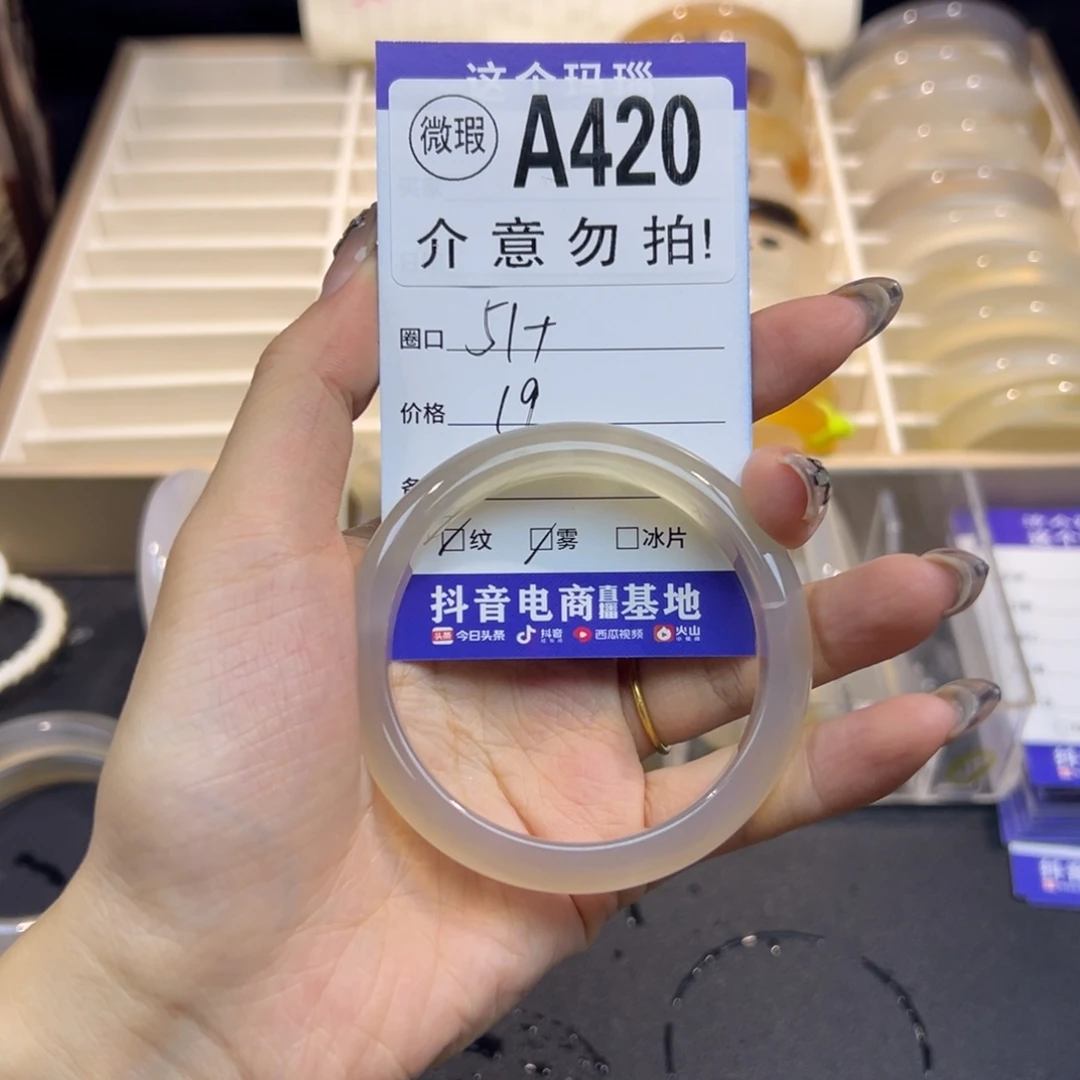 这个玛瑙
微瑕 A420
介意勿拍!
圈口 51+
价格 19
纹 雾 冰片
抖音电商直播基地
头条 今日头条 抖音 西瓜视频 火山